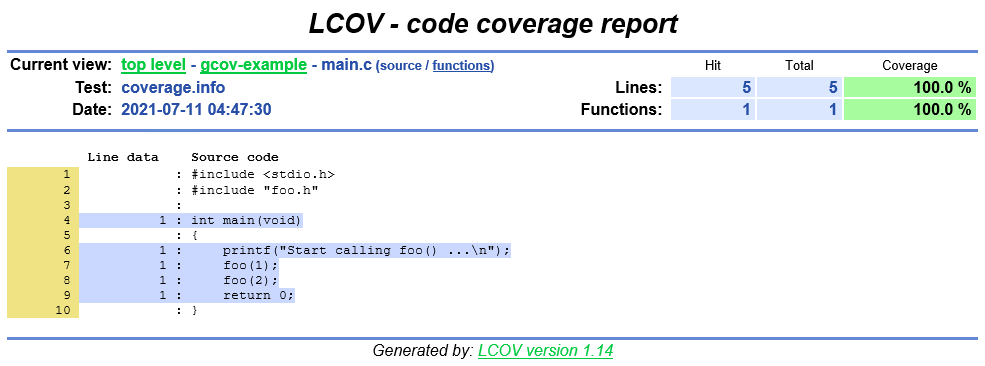 LCOV - code coverage report
Current view: top level - gcov-example - main.c (source / functions) Hit Total Coverage
Test: coverage.info Lines: 5 5 100.0 %
Date: 2021-07-11 04:47:30 Functions: 1 1 100.0 %
Line data Source code
1 : #include <stdio.h>
2 : #include "foo.h"
3 :
4 1 : int main(void)
5 : {
6 1 : printf("Start calling foo() ...\n");
7 1 : foo(1);
8 1 : foo(2);
9 1 : return 0;
10 : }
Generated by: LCOV version 1.14